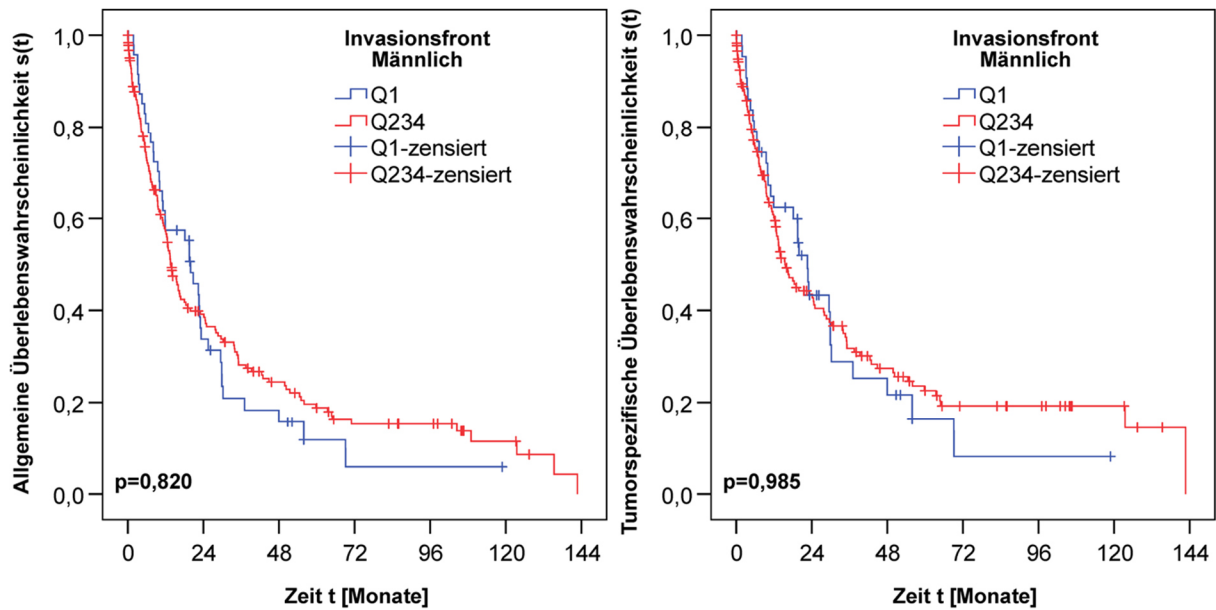 Allgemeine Überlebenswahrscheinlichkeit s(t)
1,0
0,8
0,6
0,4
0,2
0,0
Invasionsfront
Männlich
Q1
Q234
Q1-zensiert
Q234-zensiert
p=0,820
0 24 48 72 96 120 144
Zeit t [Monate]
Tumorspezifische Überlebenswahrscheinlichkeit s(t)
1,0
0,8
0,6
0,4
0,2
0,0
Invasionsfront
Männlich
Q1
Q234
Q1-zensiert
Q234-zensiert
p=0,985
0 24 48 72 96 120 144
Zeit t [Monate]